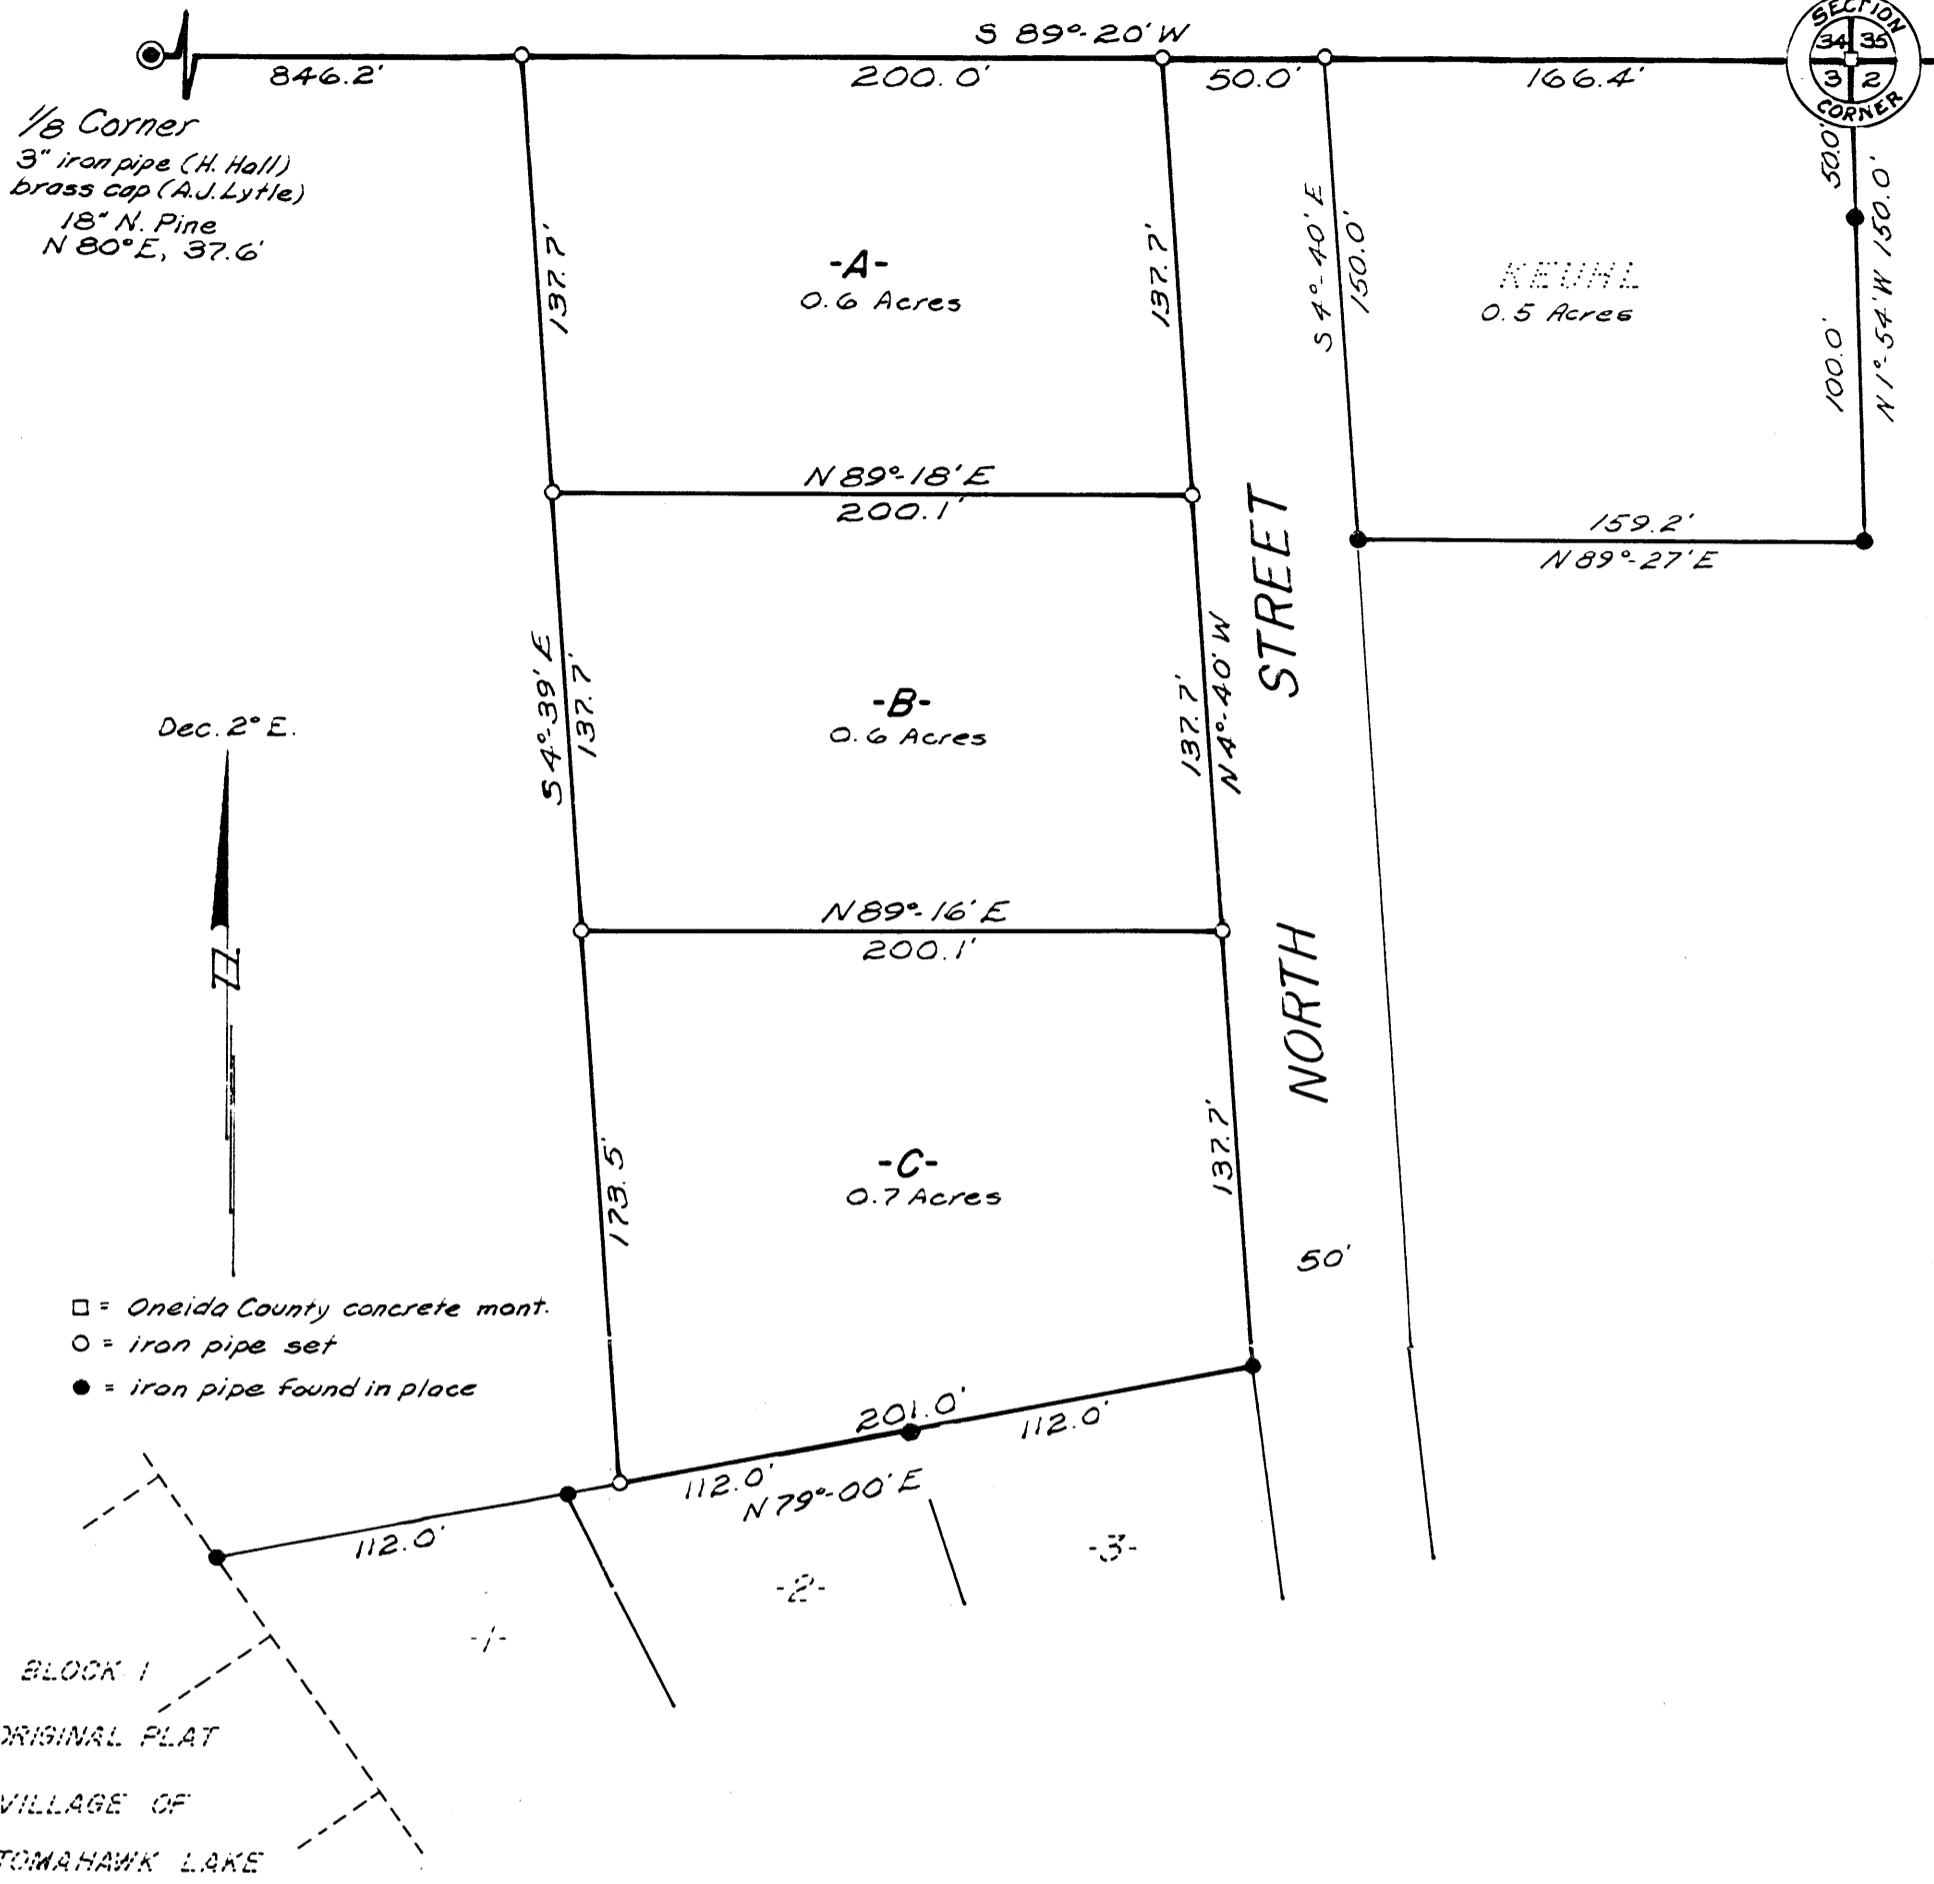 S 89°-20' W
846.2'
200.0'
50.0'
166.4'
SECTION
34 35
3 2
CORNER
1/8 Corner
3" iron pipe (H. Hall)
brass cap (A.J. Lytle)
18" N. Pine
N 80° E, 37.6'
137.7'
-A-
0.6 Acres
137.7'
S 4°-40' E
150.0'
KEUHL
0.5 Acres
50.0'
100.0'
N 1°-54' W 150.0'
N 89°-18' E
200.1'
159.2'
N 89°-27' E
S 4°-39' E
137.7'
-B-
0.6 Acres
137.7'
N 4°-40' W
NORTH STREET
Dec. 2° E.
N
N 89°-16' E
200.1'
173.5'
-C-
0.7 Acres
137.7'
50'
□ = Oneida County concrete mont.
○ = iron pipe set
● = iron pipe found in place
201.0'
112.0'
112.0'
N 79°-00' E
112.0'
-1-
-2-
-3-
BLOCK 1
ORIGINAL PLAT
VILLAGE OF
TOMAHAWK LAKE